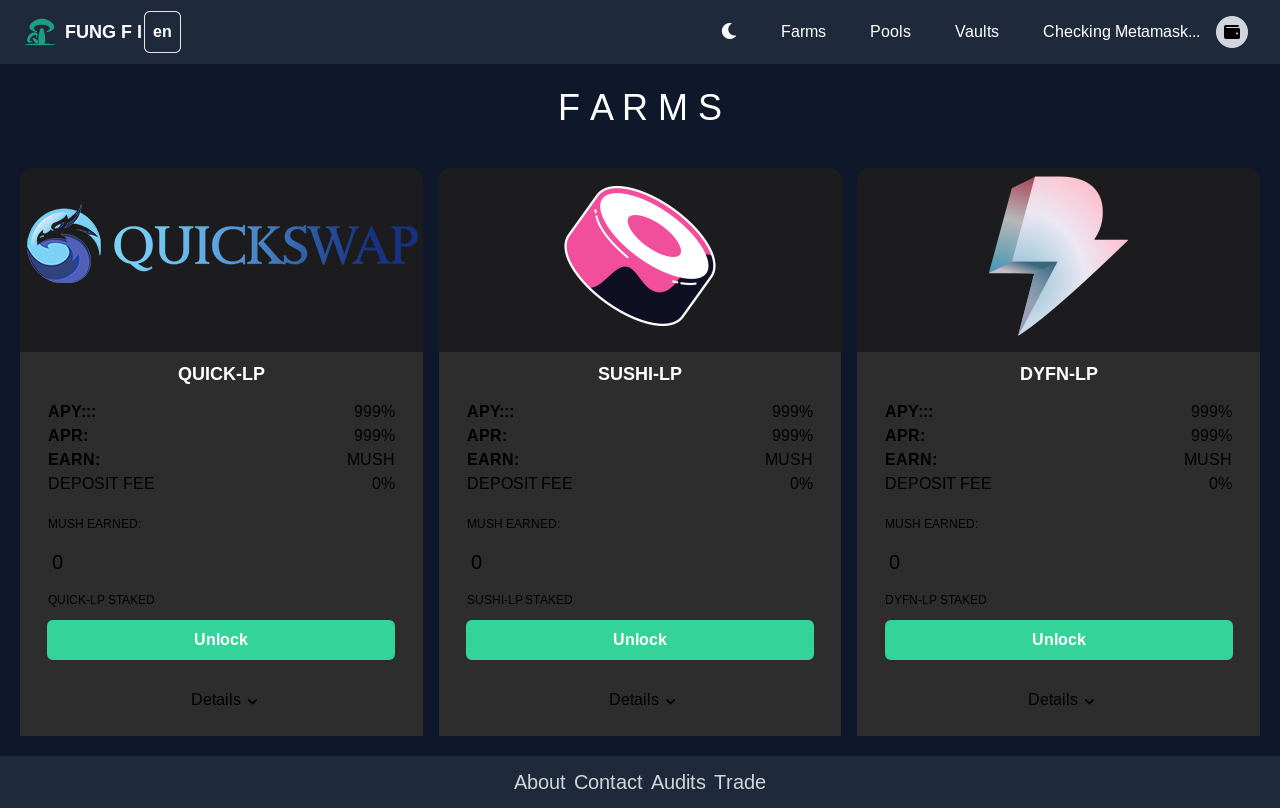 FUNG F I en Farms Pools Vaults Checking Metamask...
FARMS
QUICKSWAP
QUICK-LP
APY::: 999%
APR: 999%
EARN: MUSH
DEPOSIT FEE 0%
MUSH EARNED:
0
QUICK-LP STAKED
Unlock
Details
SUSHI-LP
APY::: 999%
APR: 999%
EARN: MUSH
DEPOSIT FEE 0%
MUSH EARNED:
0
SUSHI-LP STAKED
Unlock
Details
DYFN-LP
APY::: 999%
APR: 999%
EARN: MUSH
DEPOSIT FEE 0%
MUSH EARNED:
0
DYFN-LP STAKED
Unlock
Details
About Contact Audits Trade